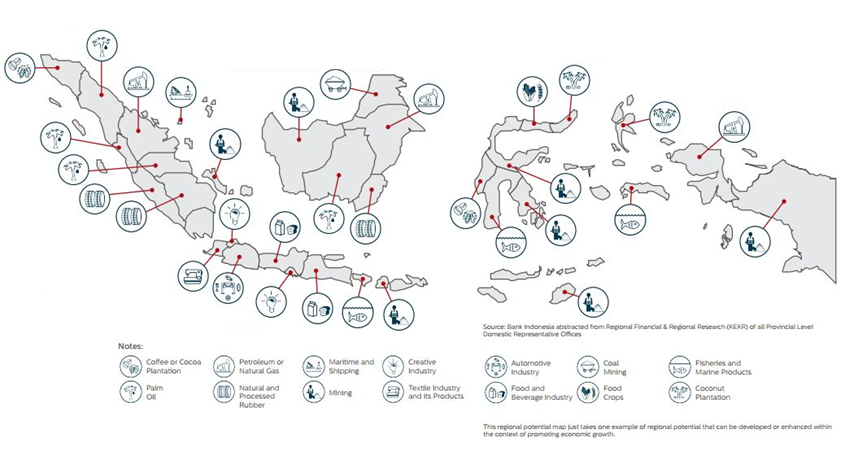 Source: Bank Indonesia abstracted from Regional Financial & Regional Research (KEKR) of all Provincial Level
Domestic Representative Offices
Notes:
Coffee or Cocoa
Plantation
Petroleum or
Natural Gas
Maritime and
Shipping
Creative
Industry
Automotive
Industry
Coal
Mining
Fisheries and
Marine Products
Palm
Oil
Natural and
Processed
Rubber
Mining
Textile Industry
and Its Products
Food and
Beverage Industry
Food
Crops
Coconut
Plantation
This regional potential map just takes one example of regional potential that can be developed or enhanced within
the context of promoting economic growth.